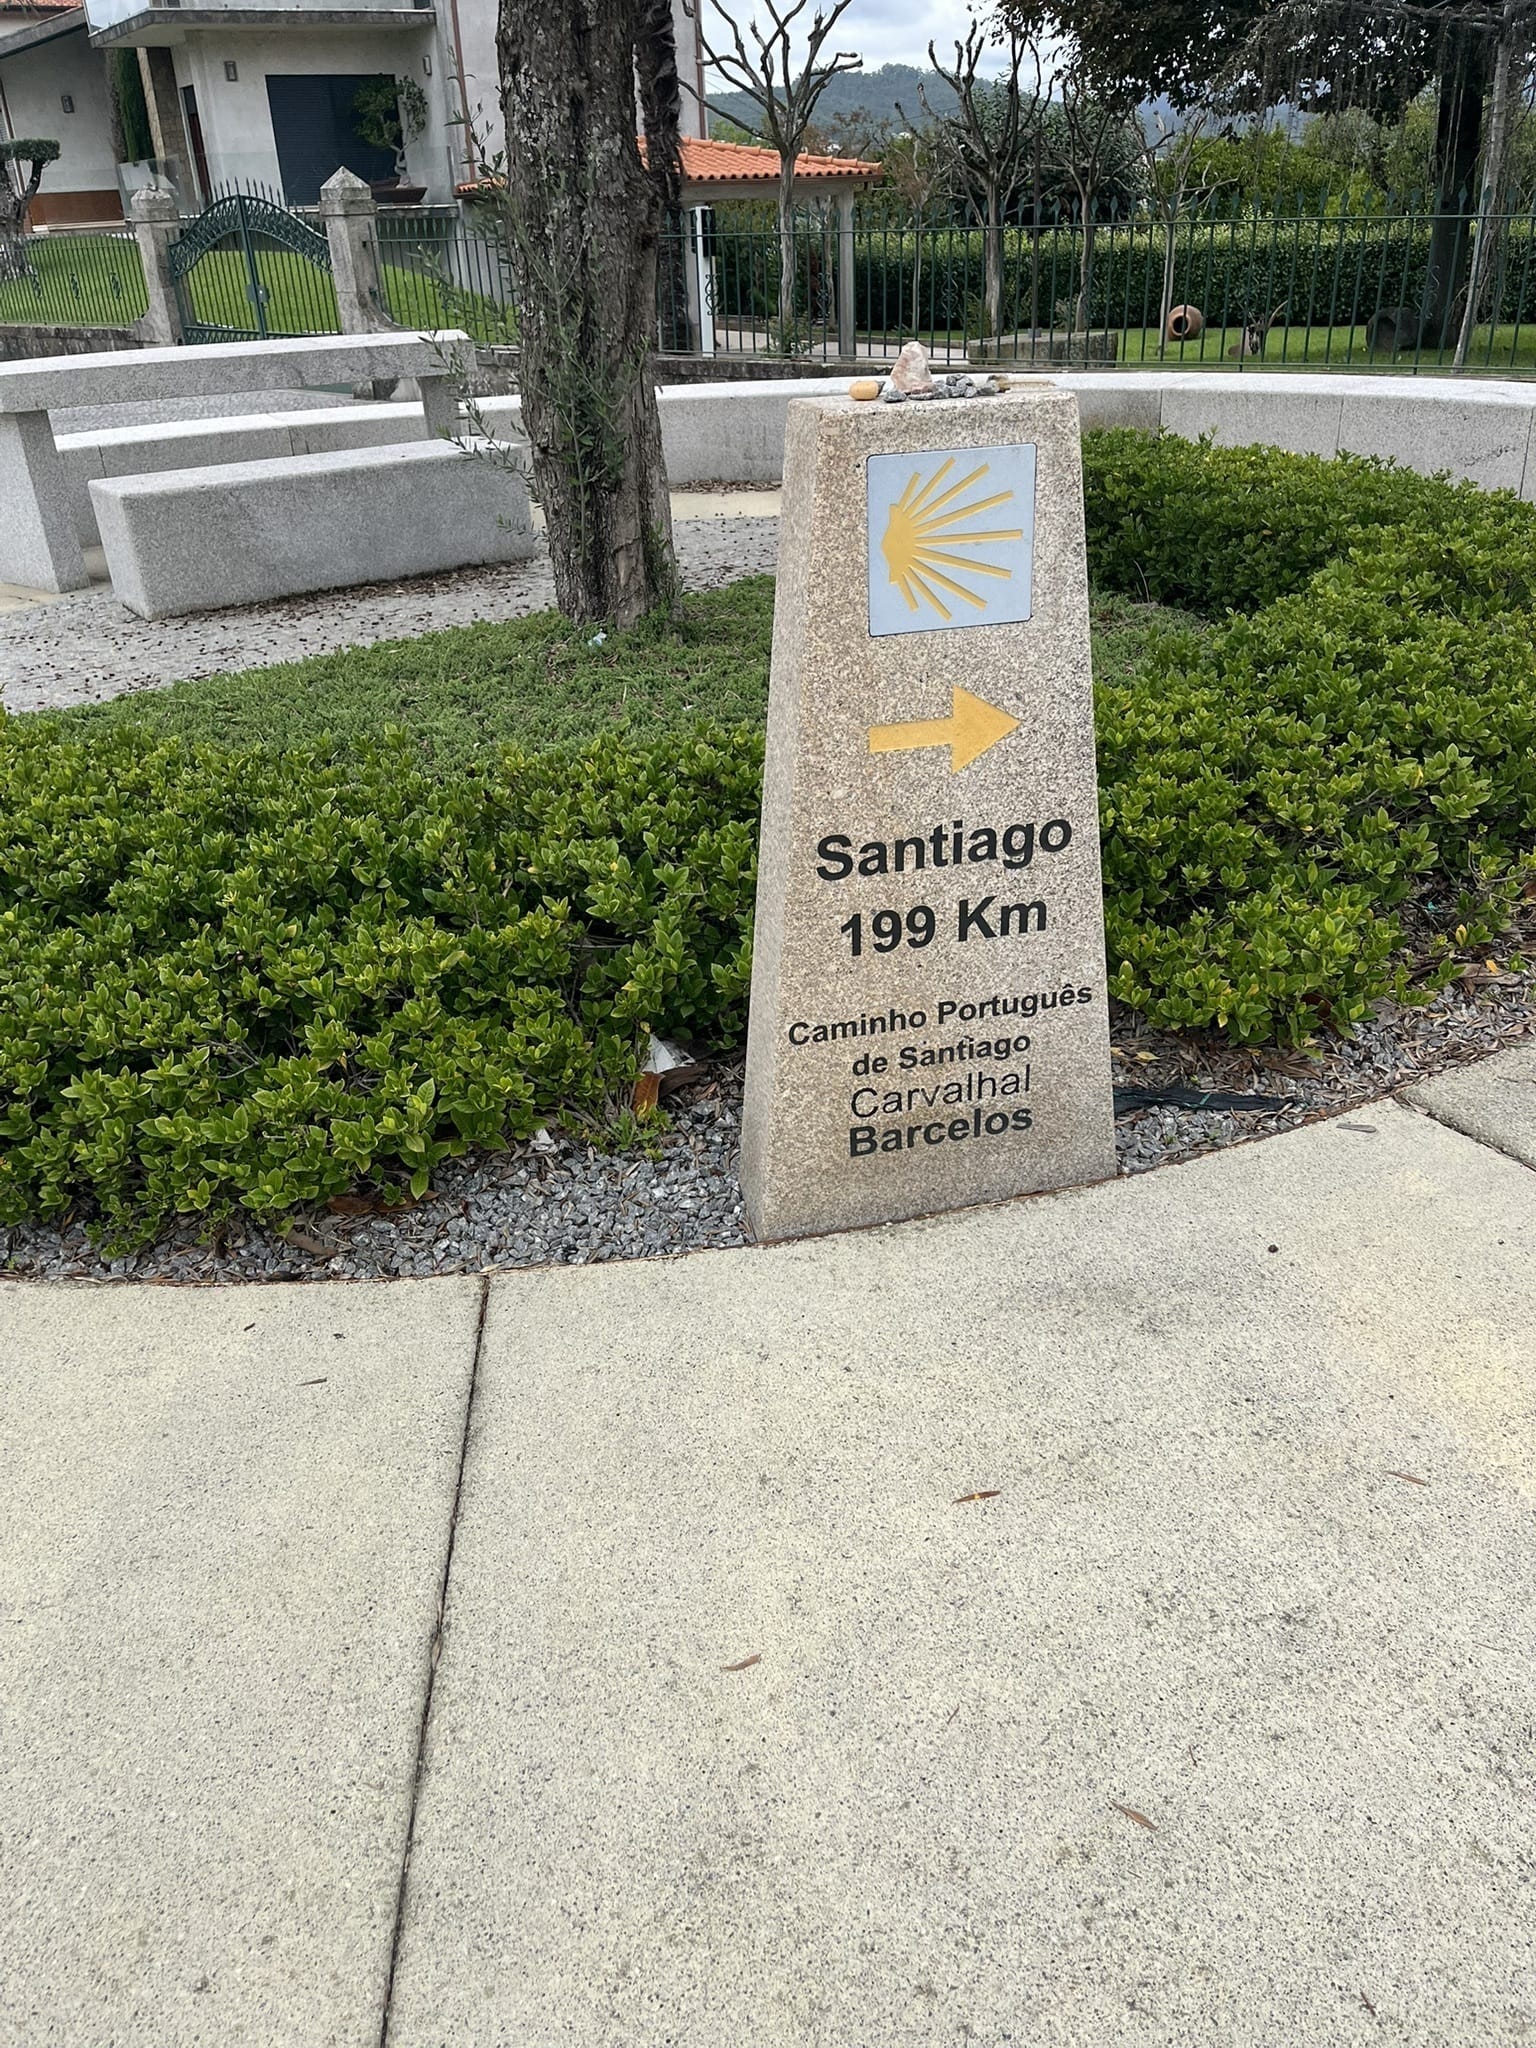 Santiago
199 Km
Caminho Português
de Santiago
Carvalhal
Barcelos